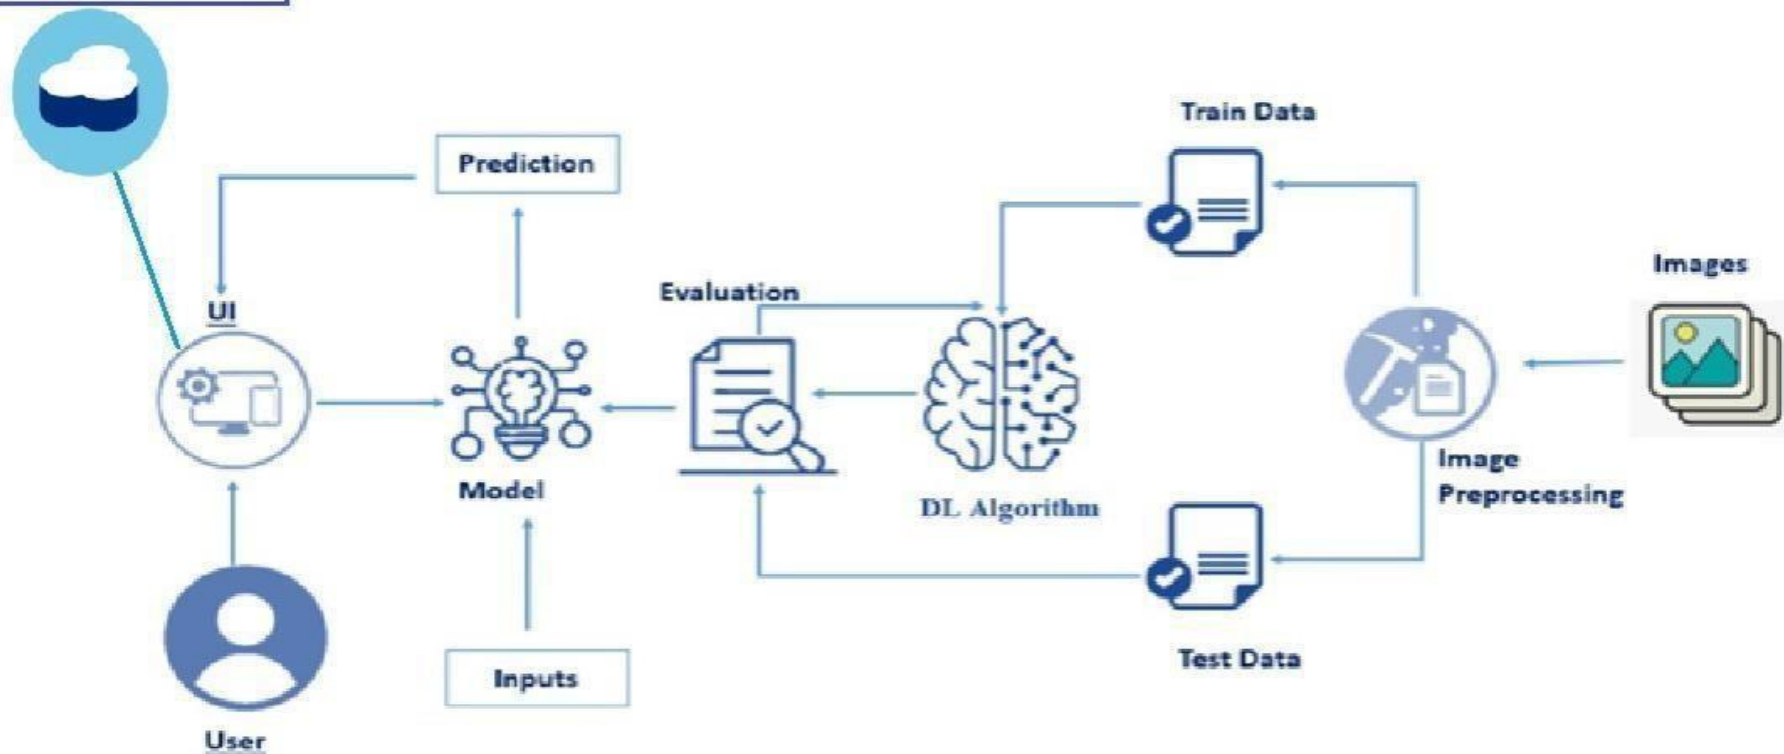 Train Data
Prediction
Images
Evaluation
UI
Image
Preprocessing
Model
DL Algorithm
Test Data
Inputs
User